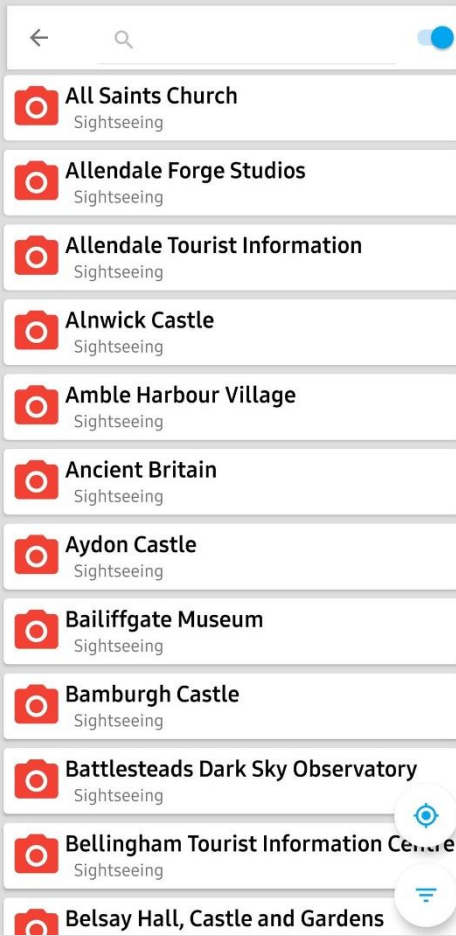 All Saints Church
Sightseeing
Allendale Forge Studios
Sightseeing
Allendale Tourist Information
Sightseeing
Alnwick Castle
Sightseeing
Amble Harbour Village
Sightseeing
Ancient Britain
Sightseeing
Aydon Castle
Sightseeing
Bailiffgate Museum
Sightseeing
Bamburgh Castle
Sightseeing
Battlesteads Dark Sky Observatory
Sightseeing
Bellingham Tourist Information Centre
Sightseeing
Belsay Hall, Castle and Gardens